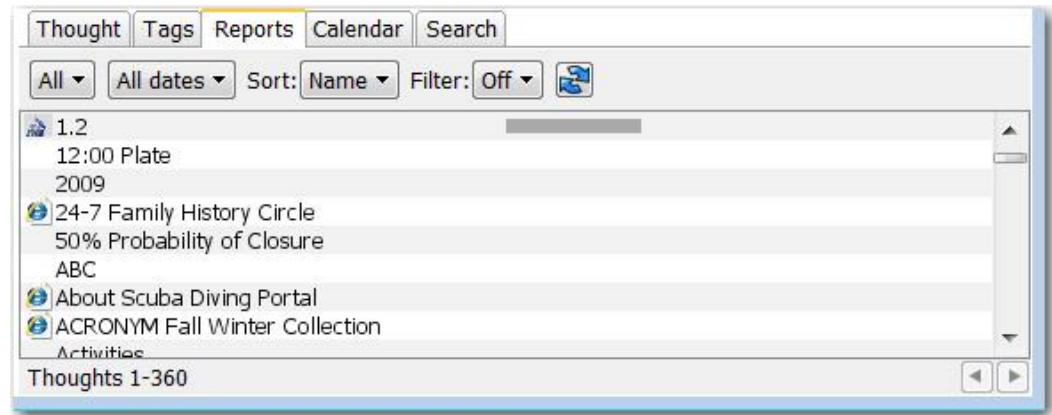 Thought Tags Reports Calendar Search
All All dates Sort: Name Filter: Off
1.2
12:00 Plate
2009
24-7 Family History Circle
50% Probability of Closure
ABC
About Scuba Diving Portal
ACRONYM Fall Winter Collection
Activities
Thoughts 1-360